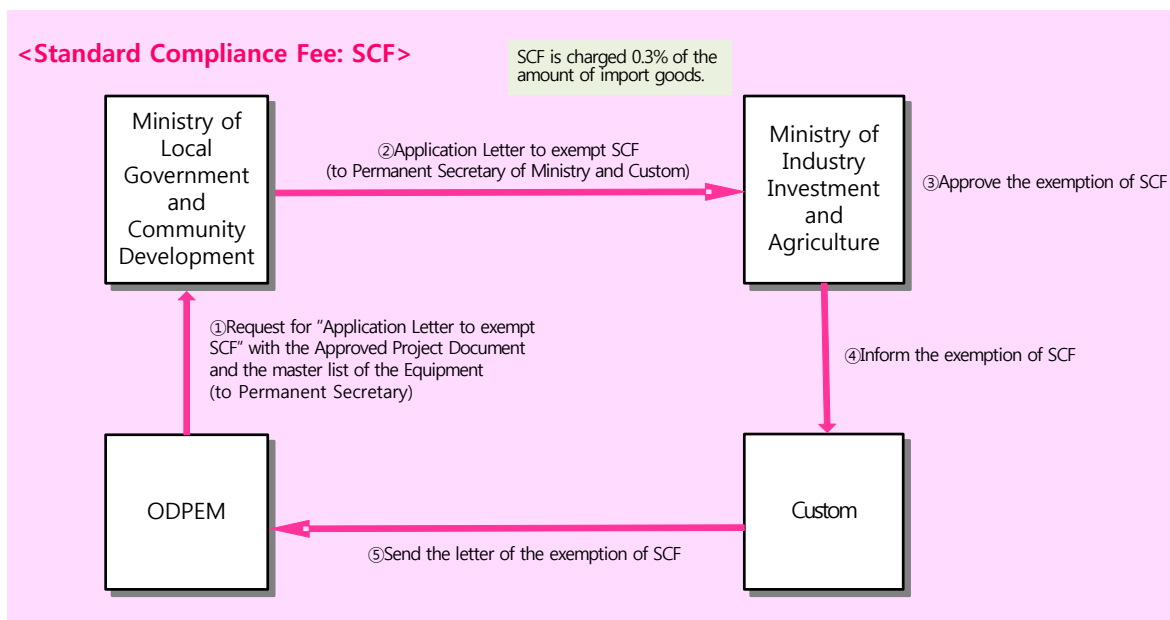 <Standard Compliance Fee: SCF>
SCF is charged 0.3% of the
amount of import goods.
Ministry of
Local
Government
and
Community
Development
②Application Letter to exempt SCF
(to Permanent Secretary of Ministry and Custom)
Ministry of
Industry
Investment
and
Agriculture
③Approve the exemption of SCF
①Request for “Application Letter to exempt
SCF” with the Approved Project Document
and the master list of the Equipment
(to Permanent Secretary)
④Inform the exemption of SCF
ODPEM
Custom
⑤Send the letter of the exemption of SCF